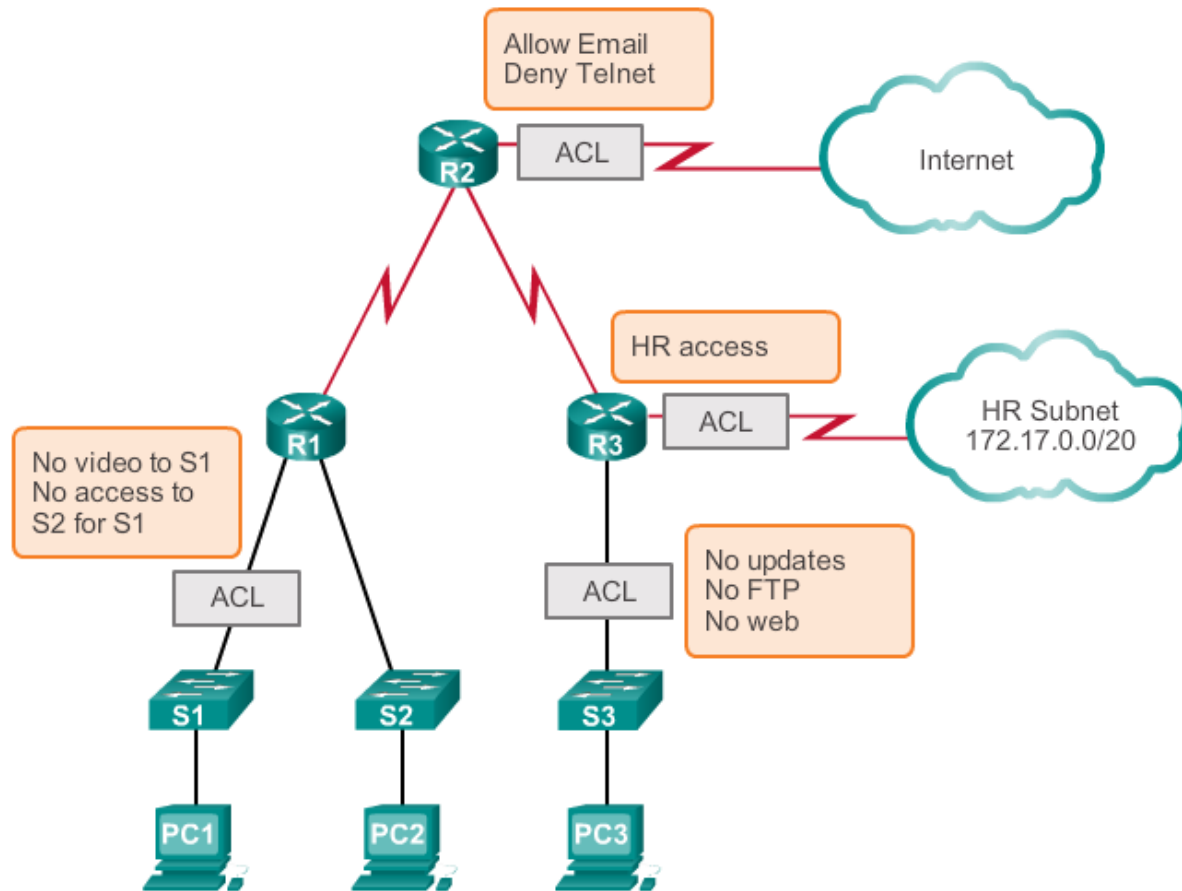 Allow Email
Deny Telnet
ACL
R2
Internet
HR access
R1
R3
ACL
HR Subnet
172.17.0.0/20
No video to S1
No access to
S2 for S1
ACL
ACL
No updates
No FTP
No web
S1
S2
S3
PC1
PC2
PC3